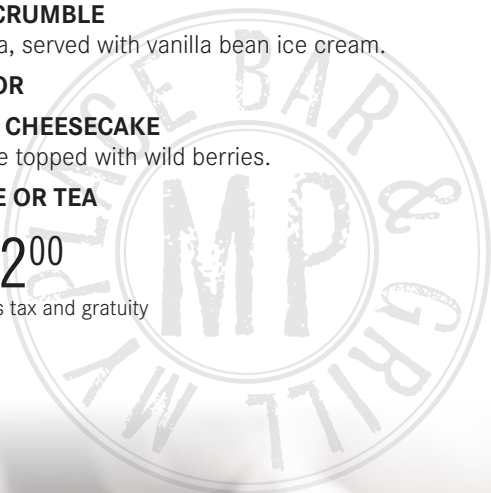 CRUMBLE
a, served with vanilla bean ice cream.
OR
CHEESECAKE
e topped with wild berries.
E OR TEA
2⁰⁰
s tax and gratuity
MY PLACE BAR & GRILL
MP